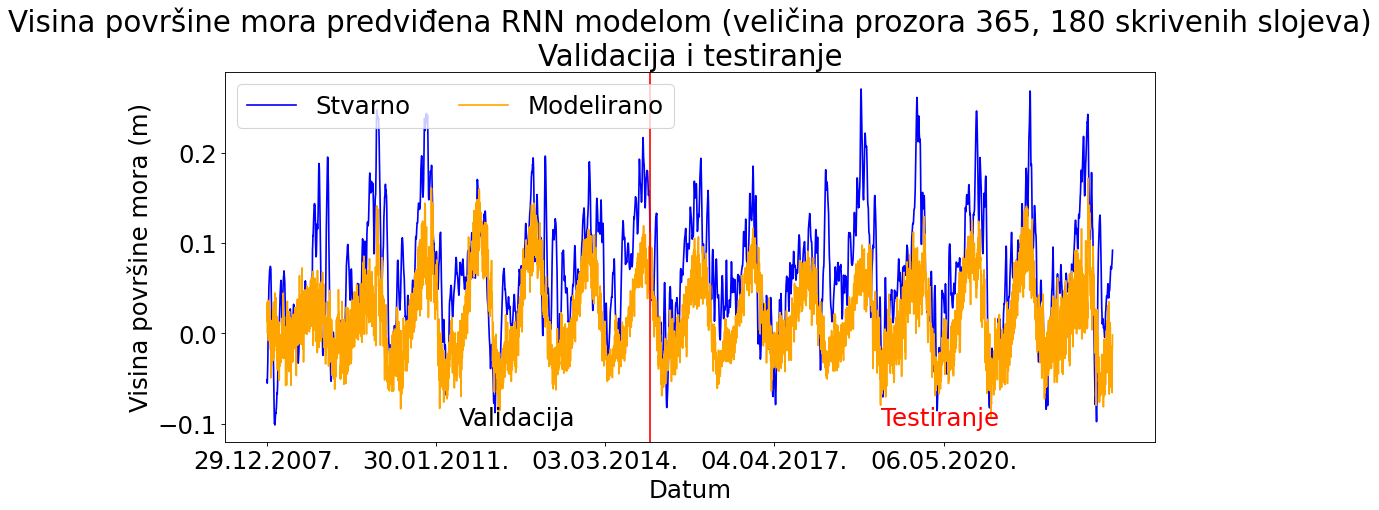 Visina površine mora predviđena RNN modelom (veličina prozora 365, 180 skrivenih slojeva)
Validacija i testiranje
Stvarno
Modelirano
Visina površine mora (m)
0.2
0.1
0.0
−0.1
Validacija
Testiranje
29.12.2007.
30.01.2011.
03.03.2014.
04.04.2017.
06.05.2020.
Datum